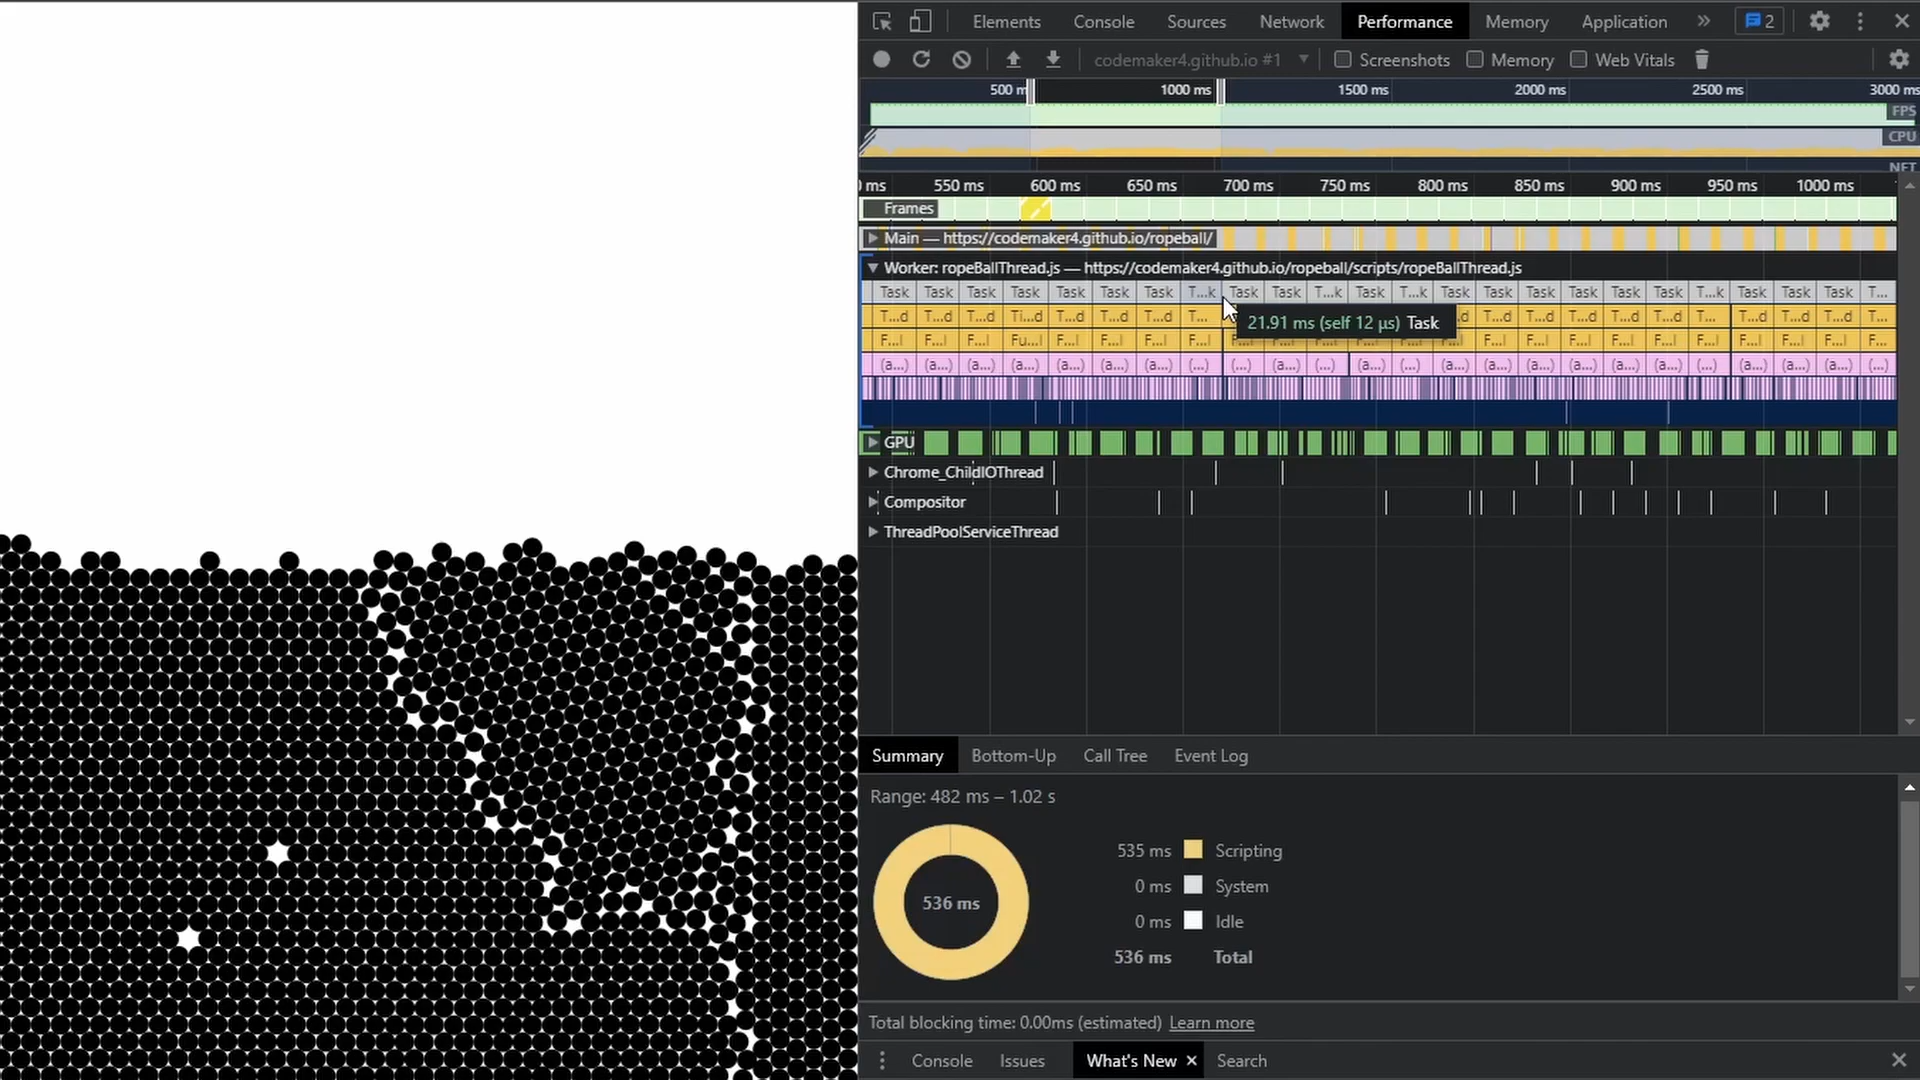 Elements Console Sources Network Performance Memory Application » 2
codemaker4.github.io #1 Screenshots Memory Web Vitals
500 m 1000 ms 1500 ms 2000 ms 2500 ms 3000 ms
FPS
CPU
NET
ms 550 ms 600 ms 650 ms 700 ms 750 ms 800 ms 850 ms 900 ms 950 ms 1000 ms
Frames
Main — https://codemaker4.github.io/ropeball/
Worker: ropeBallThread.js — https://codemaker4.github.io/ropeball/scripts/ropeBallThread.js
Task Task Task Task Task Task Task T...k Task Task T...k Task T...k Task Task Task Task Task Task T...k Task Task Task T...
T...d T...d T...d Ti...d T...d T...d T...d T... d T...d T...d T...d T...d T...d T... T...d T...d T...d T...
21.91 ms (self 12 µs) Task
F...l F...l F...l Fu...l F...l F...l F...l F... F...l F...l F...l F...l F...l F... F...l F...l F...l F...
(a...) (a...) (a...) (a...) (a...) (a...) (a...) (...) (...) (a...) (...) (a...) (...) (a...) (a...) (a...) (a...) (a...) (a...) (...) (a...) (a...) (a...) (...)
GPU
Chrome_ChildIOThread
Compositor
ThreadPoolServiceThread
Summary Bottom-Up Call Tree Event Log
Range: 482 ms – 1.02 s
535 ms Scripting
0 ms System
536 ms
0 ms Idle
536 ms Total
Total blocking time: 0.00ms (estimated) Learn more
Console Issues What's New × Search